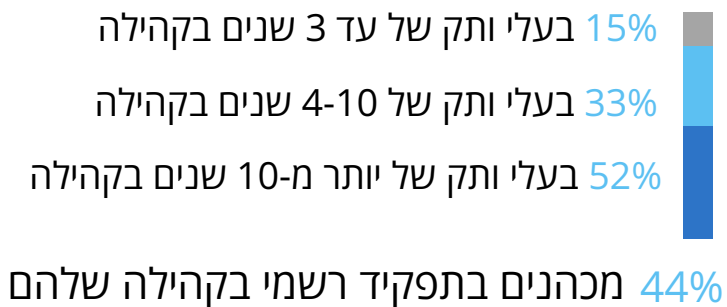 15% בעלי ותק של עד 3 שנים בקהילה
33% בעלי ותק של 4-10 שנים בקהילה
52% בעלי ותק של יותר מ-10 שנים בקהילה
44% מכהנים בתפקיד רשמי בקהילה שלהם